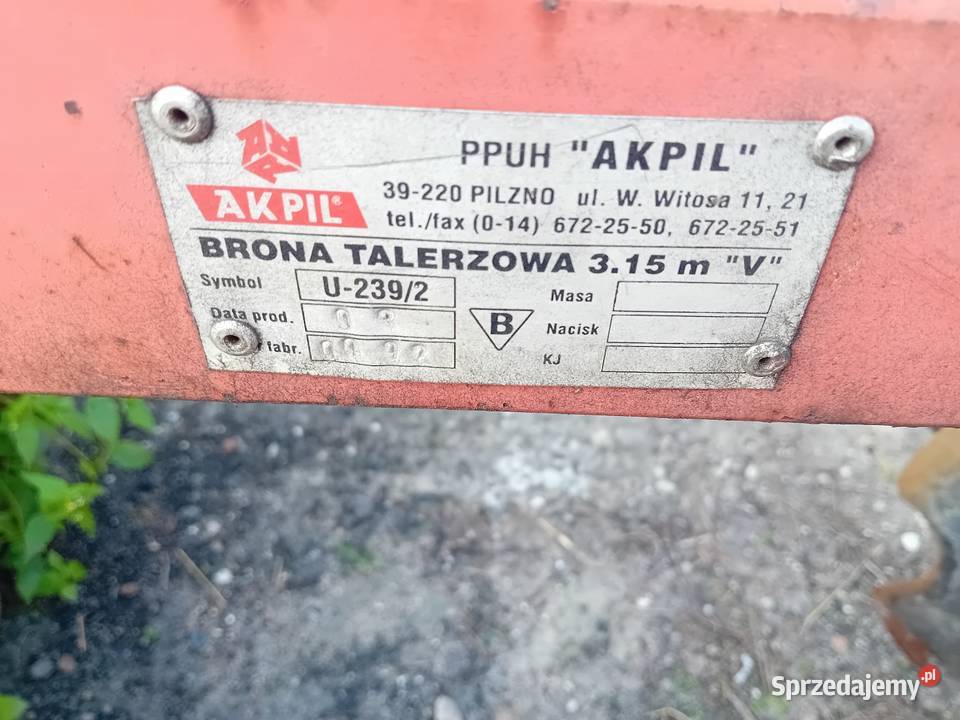 PPUH "AKPIL"
AKPIL®
39-220 PILZNO ul. W. Witosa 11, 21
tel./fax (0-14) 672-25-50, 672-25-51
BRONA TALERZOWA 3.15 m "V"
Symbol U-239/2
Data prod.
fabr.
B
Masa
Nacisk
KJ
Sprzedajemy.pl